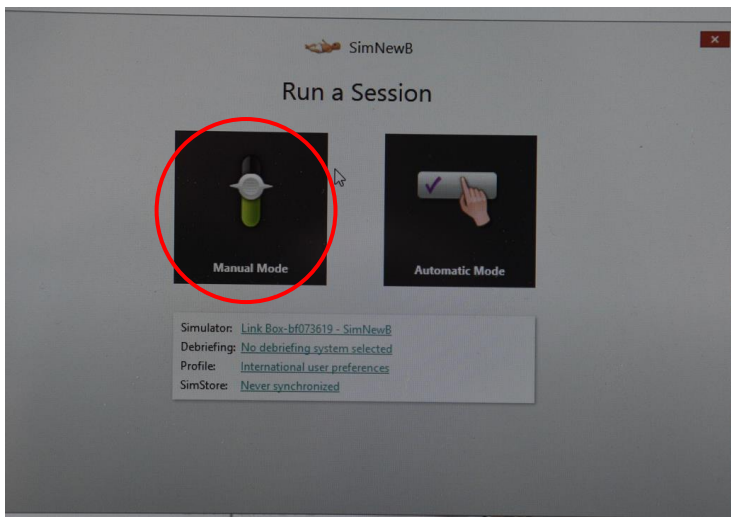 SimNewB
Run a Session
Manual Mode
Automatic Mode
Simulator: Link Box-bf073619 - SimNewB
Debriefing: No debriefing system selected
Profile: International user preferences
SimStore: Never synchronized